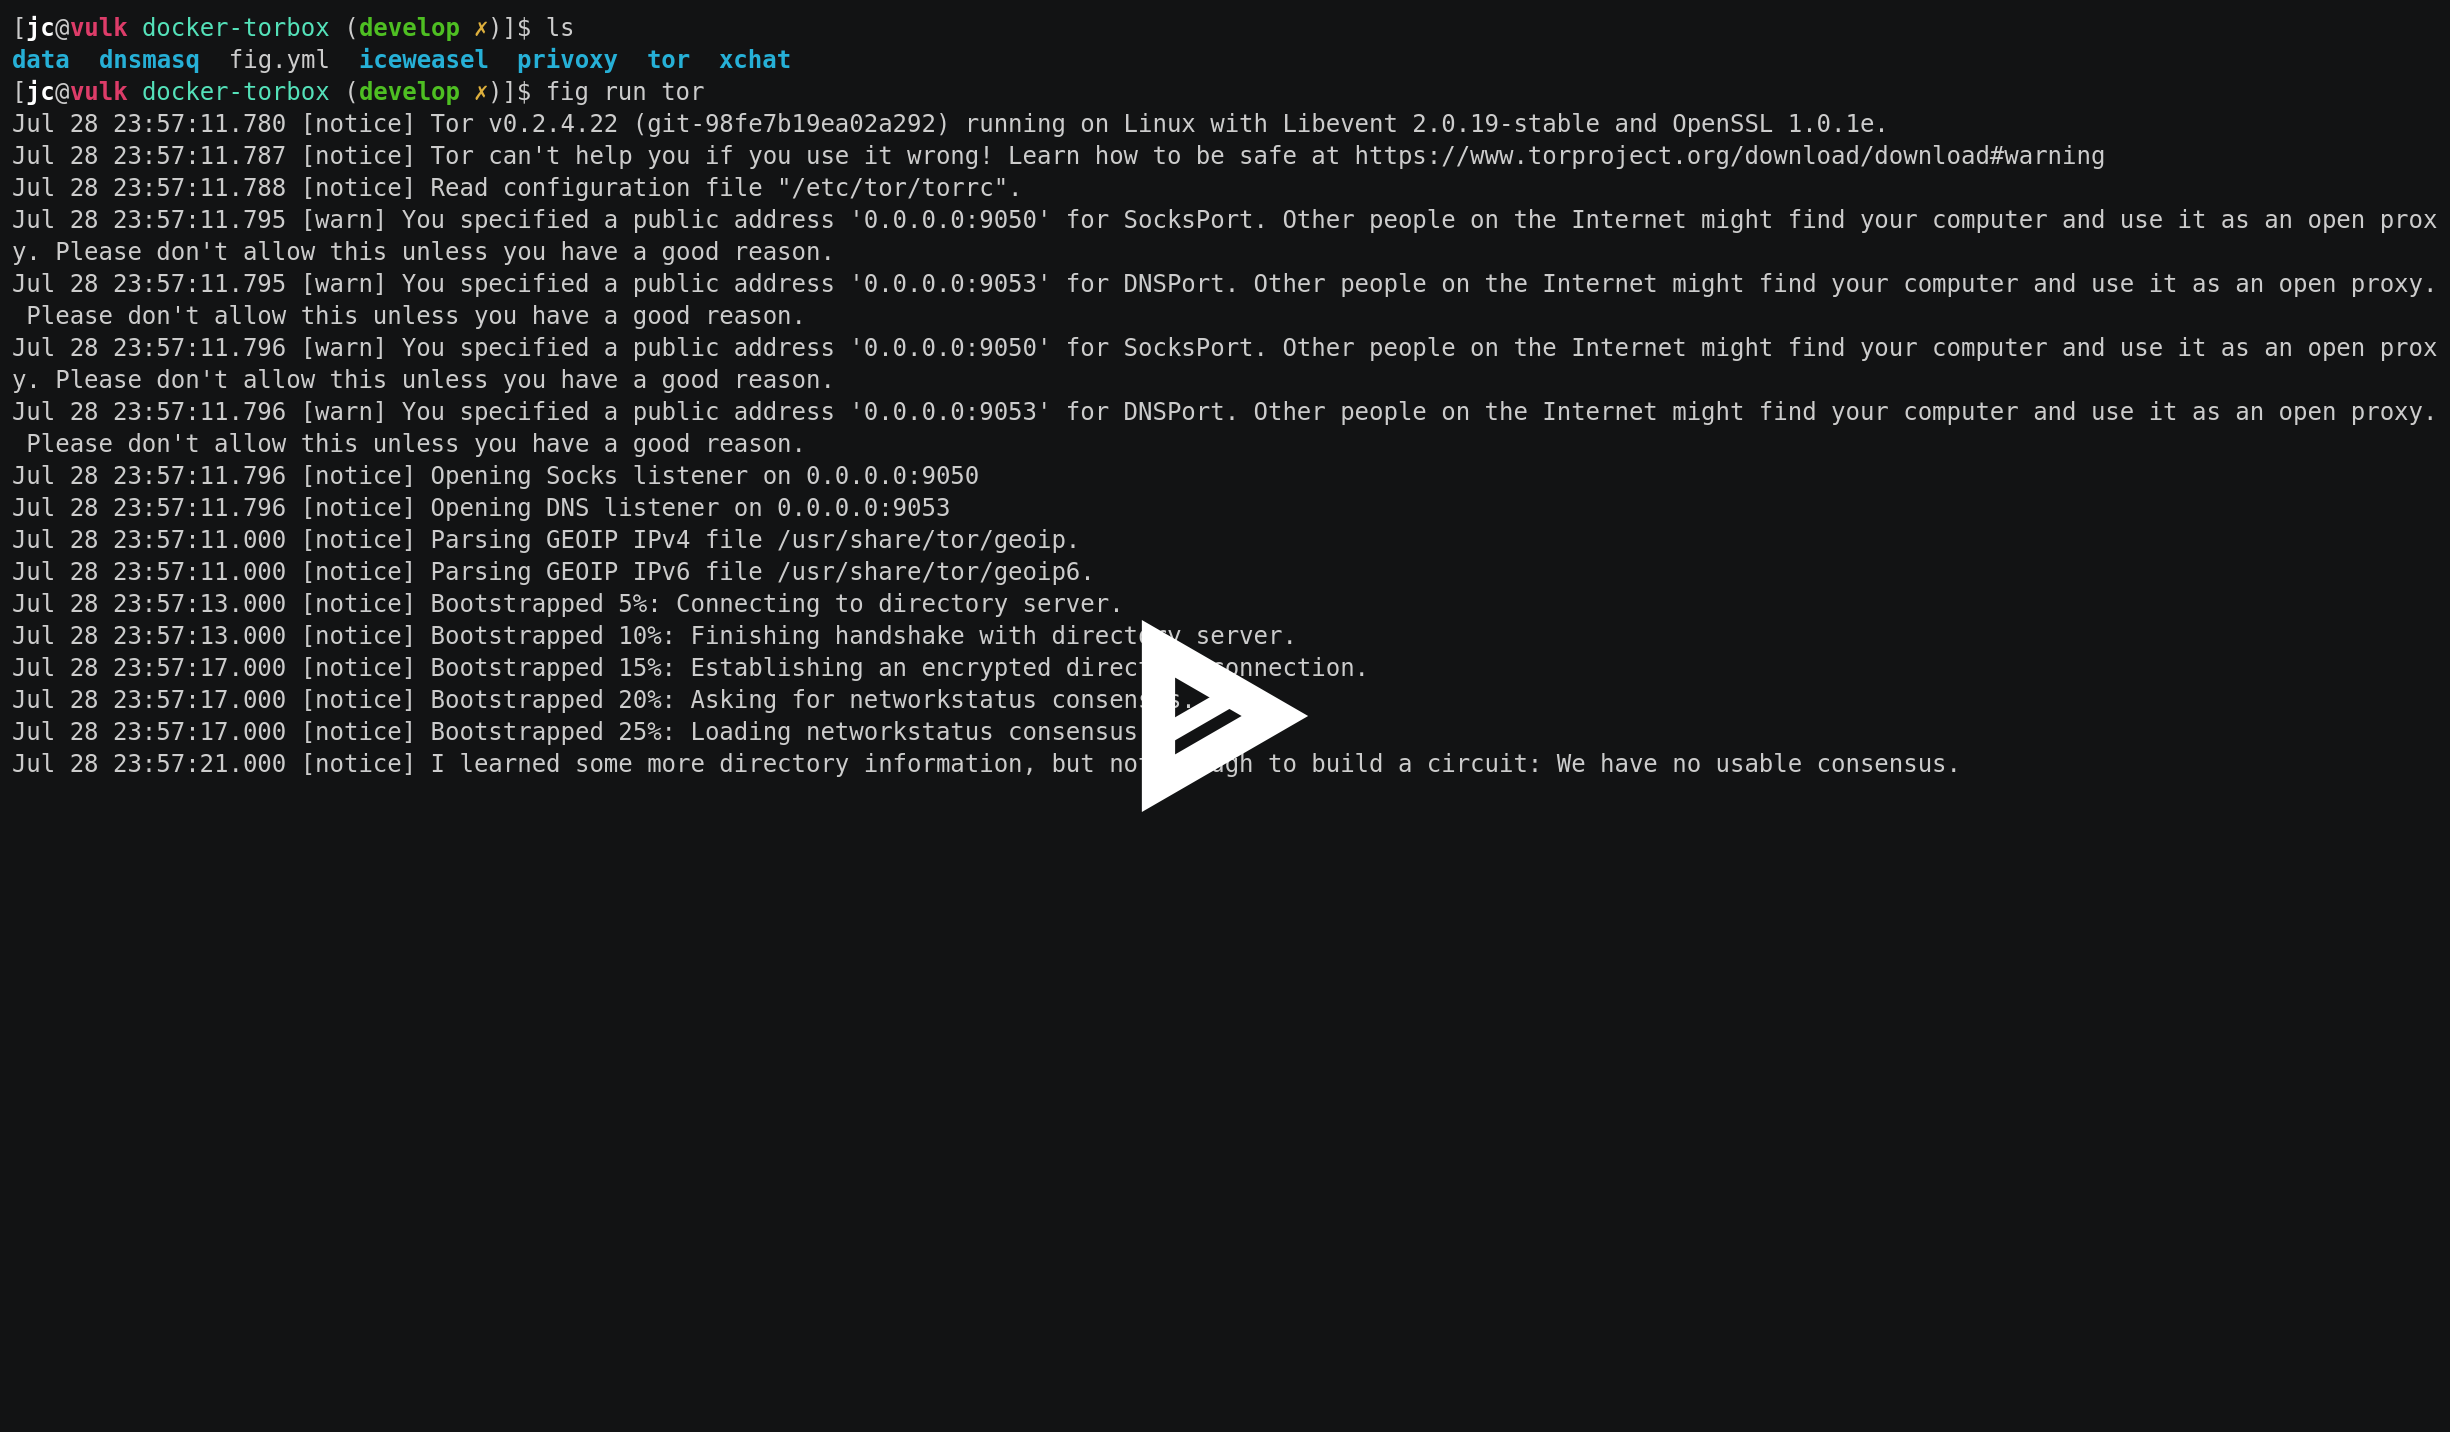 [jc@vulk docker-torbox (develop ✗)]$ ls
data  dnsmasq  fig.yml  iceweasel  privoxy  tor  xchat
[jc@vulk docker-torbox (develop ✗)]$ fig run tor
Jul 28 23:57:11.780 [notice] Tor v0.2.4.22 (git-98fe7b19ea02a292) running on Linux with Libevent 2.0.19-stable and OpenSSL 1.0.1e.
Jul 28 23:57:11.787 [notice] Tor can't help you if you use it wrong! Learn how to be safe at https://www.torproject.org/download/download#warning
Jul 28 23:57:11.788 [notice] Read configuration file "/etc/tor/torrc".
Jul 28 23:57:11.795 [warn] You specified a public address '0.0.0.0:9050' for SocksPort. Other people on the Internet might find your computer and use it as an open prox
y. Please don't allow this unless you have a good reason.
Jul 28 23:57:11.795 [warn] You specified a public address '0.0.0.0:9053' for DNSPort. Other people on the Internet might find your computer and use it as an open proxy.
 Please don't allow this unless you have a good reason.
Jul 28 23:57:11.796 [warn] You specified a public address '0.0.0.0:9050' for SocksPort. Other people on the Internet might find your computer and use it as an open prox
y. Please don't allow this unless you have a good reason.
Jul 28 23:57:11.796 [warn] You specified a public address '0.0.0.0:9053' for DNSPort. Other people on the Internet might find your computer and use it as an open proxy.
 Please don't allow this unless you have a good reason.
Jul 28 23:57:11.796 [notice] Opening Socks listener on 0.0.0.0:9050
Jul 28 23:57:11.796 [notice] Opening DNS listener on 0.0.0.0:9053
Jul 28 23:57:11.000 [notice] Parsing GEOIP IPv4 file /usr/share/tor/geoip.
Jul 28 23:57:11.000 [notice] Parsing GEOIP IPv6 file /usr/share/tor/geoip6.
Jul 28 23:57:13.000 [notice] Bootstrapped 5%: Connecting to directory server.
Jul 28 23:57:13.000 [notice] Bootstrapped 10%: Finishing handshake with directory server.
Jul 28 23:57:17.000 [notice] Bootstrapped 15%: Establishing an encrypted directory connection.
Jul 28 23:57:17.000 [notice] Bootstrapped 20%: Asking for networkstatus consensus.
Jul 28 23:57:17.000 [notice] Bootstrapped 25%: Loading networkstatus consensus
Jul 28 23:57:21.000 [notice] I learned some more directory information, but not enough to build a circuit: We have no usable consensus.